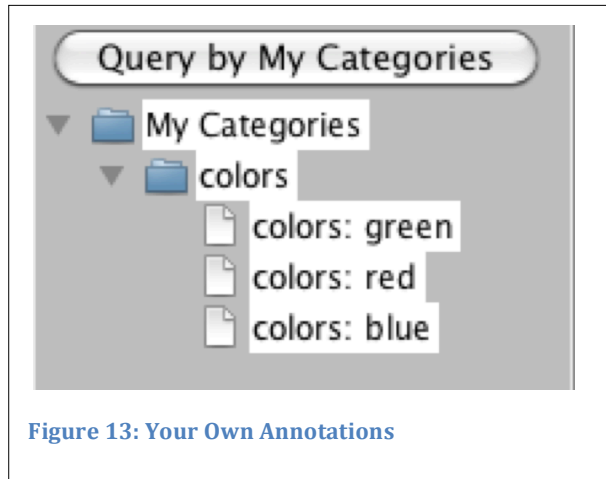 Query by My Categories
My Categories
colors
colors: green
colors: red
colors: blue
Figure 13: Your Own Annotations